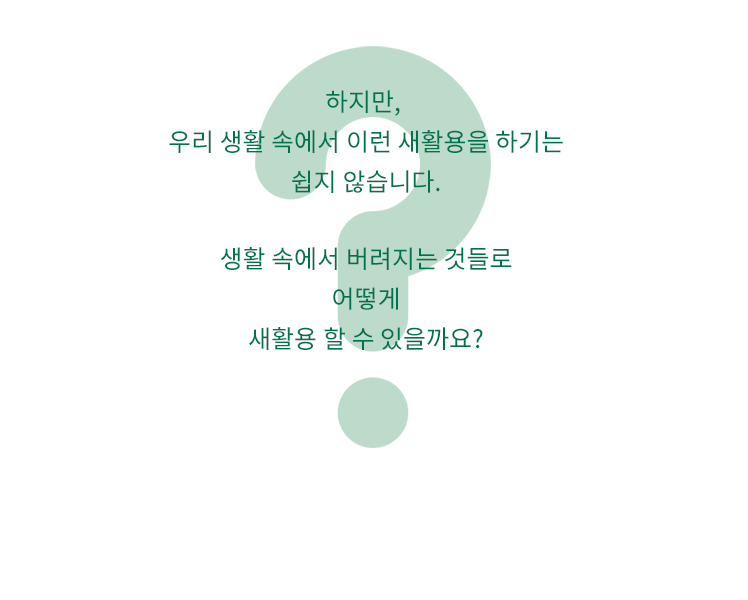 하지만,
우리 생활 속에서 이런 새활용을 하기는
쉽지 않습니다.
생활 속에서 버려지는 것들로
어떻게
새활용 할 수 있을까요?